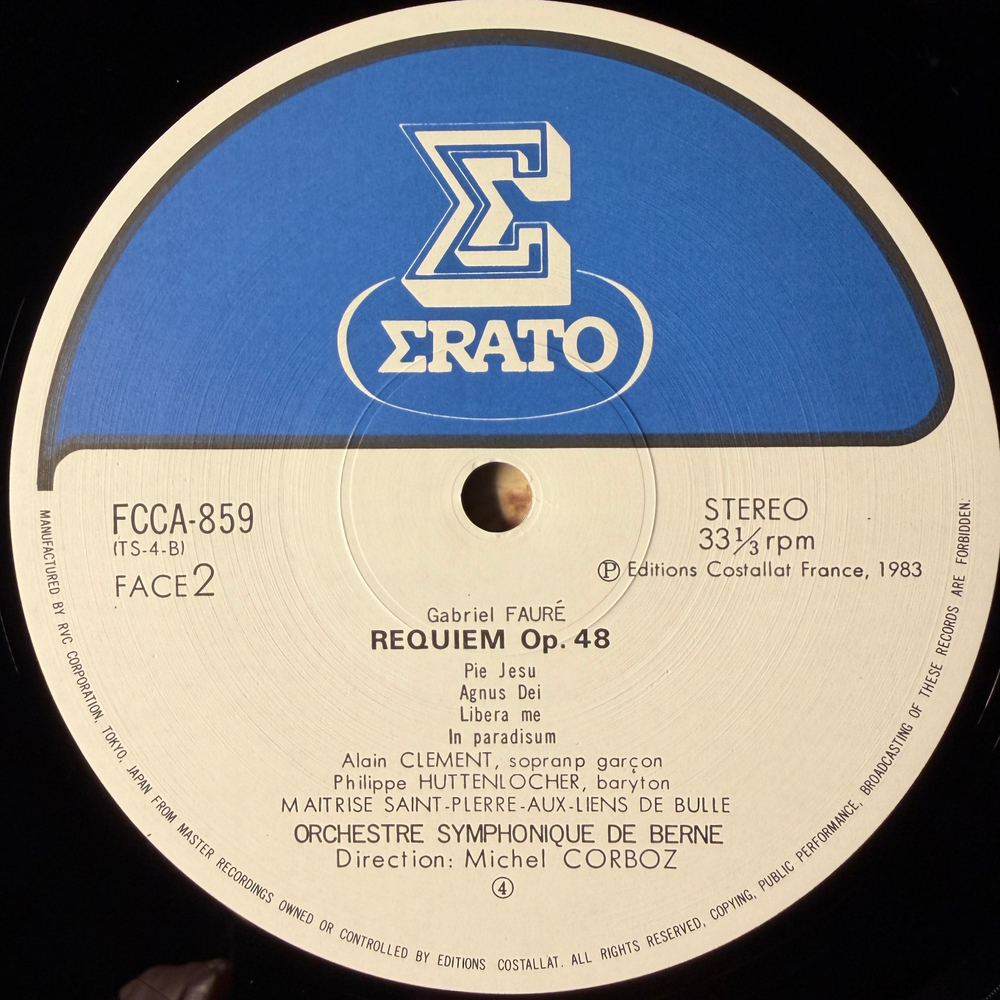 Σ
ΣRATO
FCCA-859
(TS-4-B)
FACE 2
STEREO
33⅓ rpm
Ⓟ Editions Costallat France, 1983
Gabriel FAURÉ
REQUIEM Op. 48
Pie Jesu
Agnus Dei
Libera me
In paradisum
Alain CLEMENT, sopranp garçon
Philippe HUTTENLOCHER, baryton
MAITRISE SAINT-PLERRE-AUX-LIENS DE BULLE
ORCHESTRE SYMPHONIQUE DE BERNE
Direction: Michel CORBOZ
④
MANUFACTURED BY RVC CORPORATION, TOKYO, JAPAN FROM MASTER RECORDINGS OWNED OR CONTROLLED BY EDITIONS COSTALLAT. ALL RIGHTS RESERVED, COPYING, PUBLIC PERFORMANCE, BROADCASTING OF THESE RECORDS ARE FORBIDDEN: